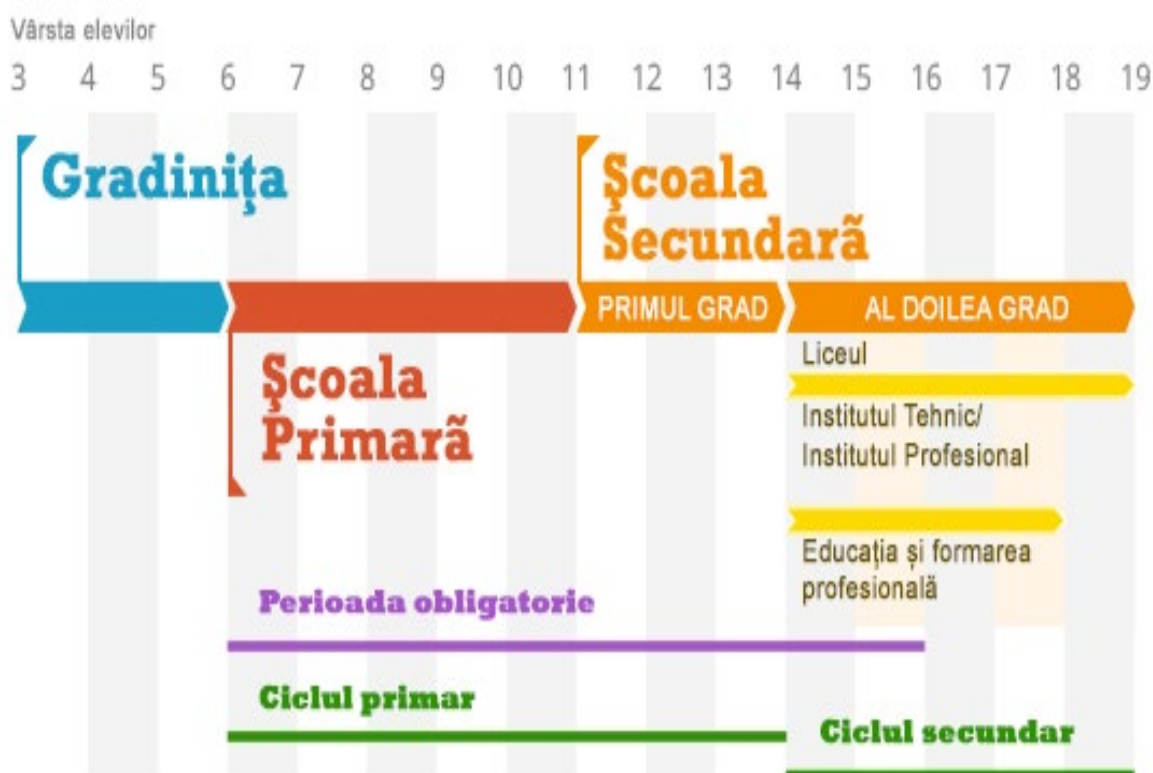 Vârsta elevilor
3 4 5 6 7 8 9 10 11 12 13 14 15 16 17 18 19
Gradiniţa
Şcoala
Secundarã
PRIMUL GRAD
AL DOILEA GRAD
Liceul
Şcoala
Primarã
Institutul Tehnic/
Institutul Profesional
Educația și formarea
profesională
Perioada obligatorie
Ciclul primar
Ciclul secundar